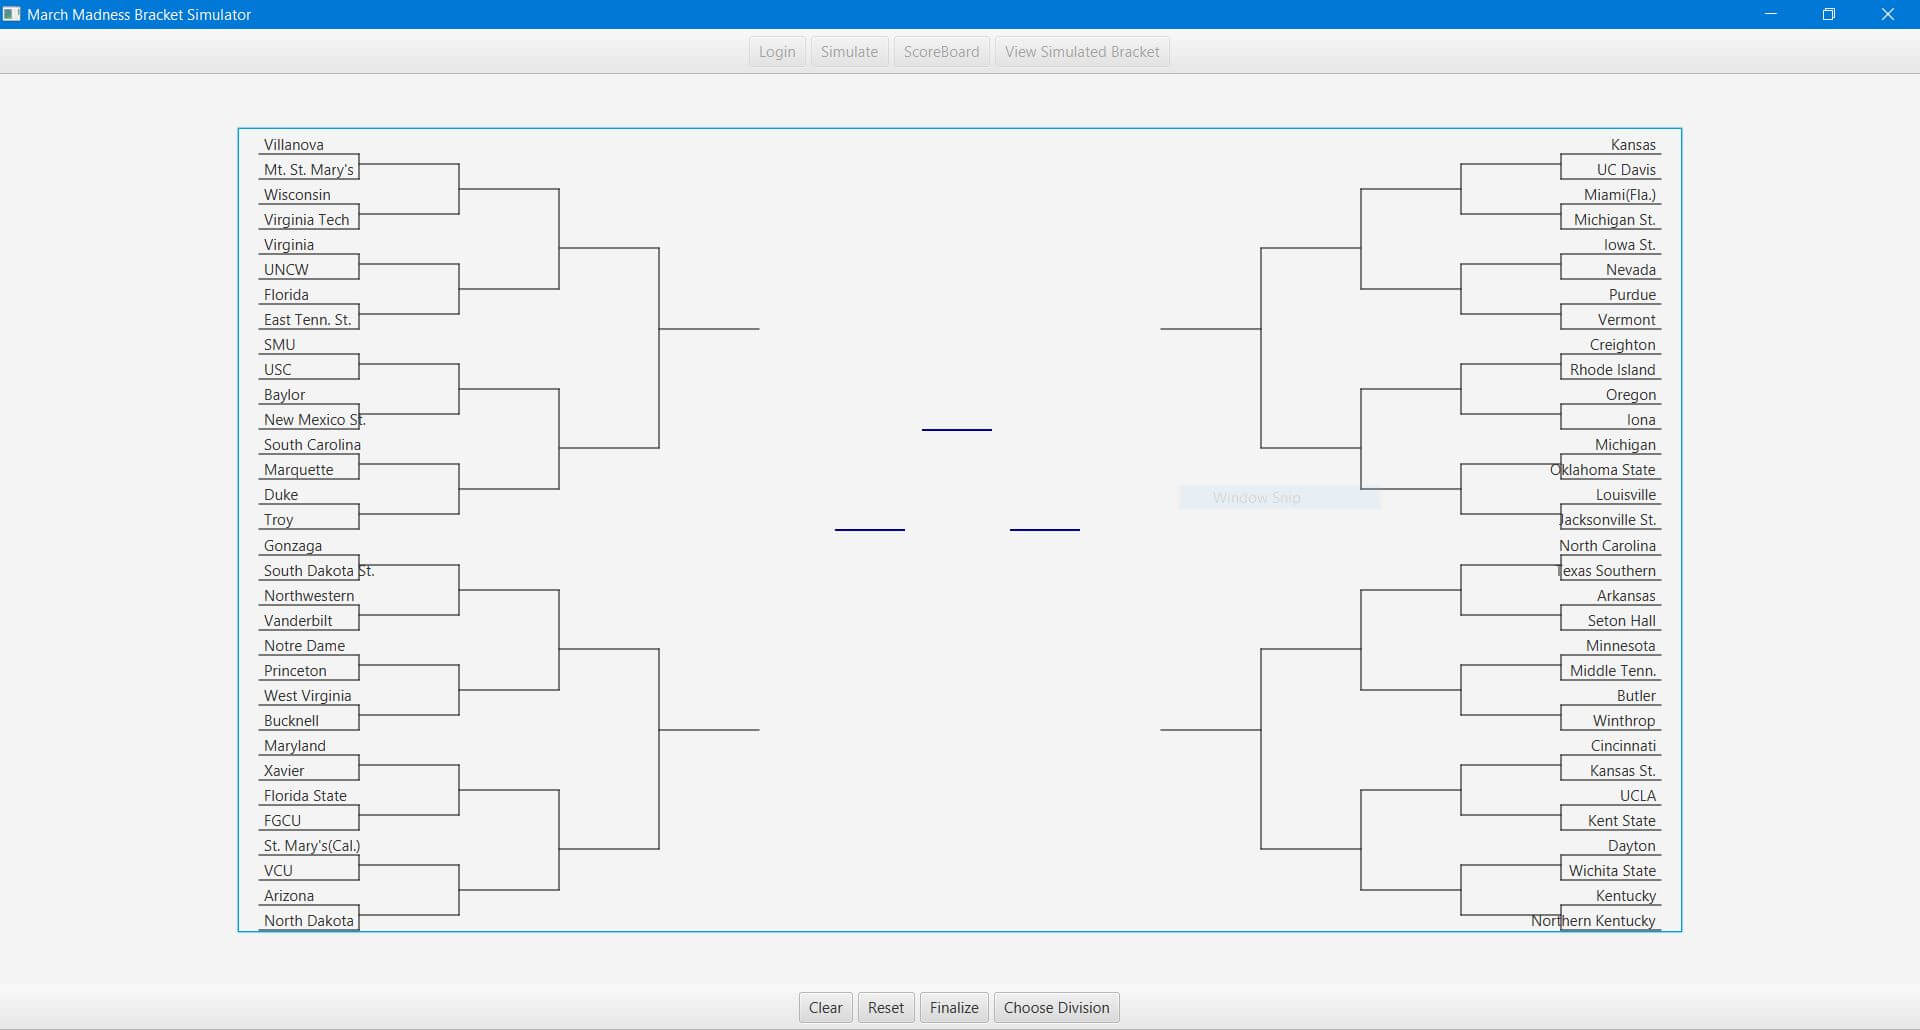 March Madness Bracket Simulator
Login Simulate ScoreBoard View Simulated Bracket
Villanova Kansas
Mt. St. Mary's UC Davis
Wisconsin Miami(Fla.)
Virginia Tech Michigan St.
Virginia Iowa St.
UNCW Nevada
Florida Purdue
East Tenn. St. Vermont
SMU Creighton
USC Rhode Island
Baylor Oregon
New Mexico St. Iona
South Carolina Michigan
Marquette Oklahoma State
Duke Louisville
Window Snip
Troy Jacksonville St.
Gonzaga North Carolina
South Dakota St. Texas Southern
Northwestern Arkansas
Vanderbilt Seton Hall
Notre Dame Minnesota
Princeton Middle Tenn.
West Virginia Butler
Bucknell Winthrop
Maryland Cincinnati
Xavier Kansas St.
Florida State UCLA
FGCU Kent State
St. Mary's(Cal.) Dayton
VCU Wichita State
Arizona Kentucky
North Dakota Northern Kentucky
Clear Reset Finalize Choose Division